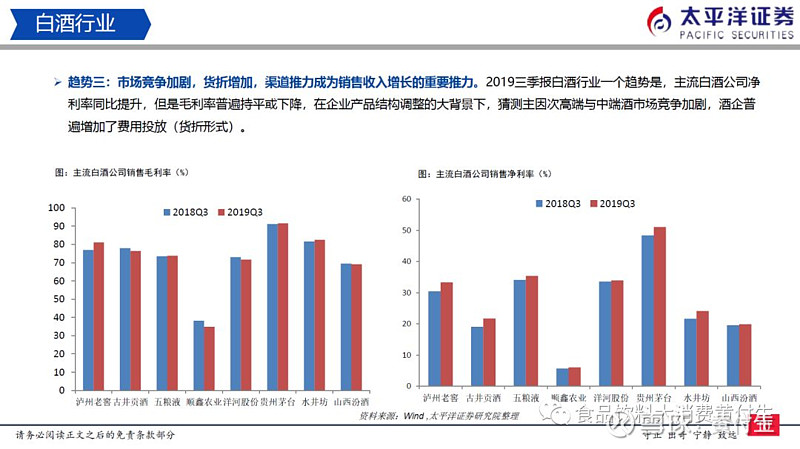 白酒行业
太平洋证券
PACIFIC SECURITIES
➢ 趋势三：市场竞争加剧，货折增加，渠道推力成为销售收入增长的重要推力。2019三季报白酒行业一个趋势是，主流白酒公司净
利率同比提升，但是毛利率普遍持平或下降，在企业产品结构调整的大背景下，猜测主因次高端与中端酒市场竞争加剧，酒企普
遍增加了费用投放（货折形式）。
图：主流白酒公司销售毛利率（%）
2018Q3 2019Q3
100
90
80
70
60
50
40
30
20
10
0
泸州老窖 古井贡酒 五粮液 顺鑫农业 洋河股份 贵州茅台 水井坊 山西汾酒
图：主流白酒公司销售净利率（%）
2018Q3 2019Q3
60
50
40
30
20
10
0
泸州老窖 古井贡酒 五粮液 顺鑫农业 洋河股份 贵州茅台 水井坊 山西汾酒
资料来源：Wind，太平洋证券研究院整理
食品饮料大消费黄付生
请务必阅读正文之后的免责条款部分
守正 出奇 宁静 致远
雪球：黄付生